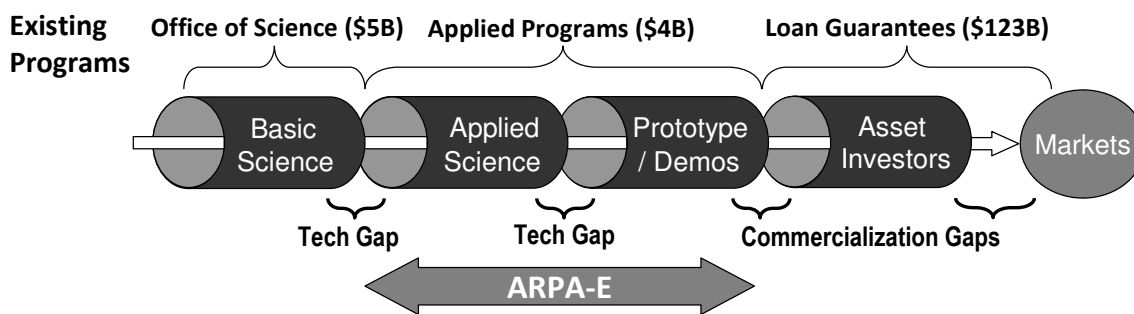 Existing
Programs
Office of Science ($5B)
Applied Programs ($4B)
Loan Guarantees ($123B)
Basic
Science
Applied
Science
Prototype
/ Demos
Asset
Investors
Markets
Tech Gap
Tech Gap
Commercialization Gaps
ARPA-E